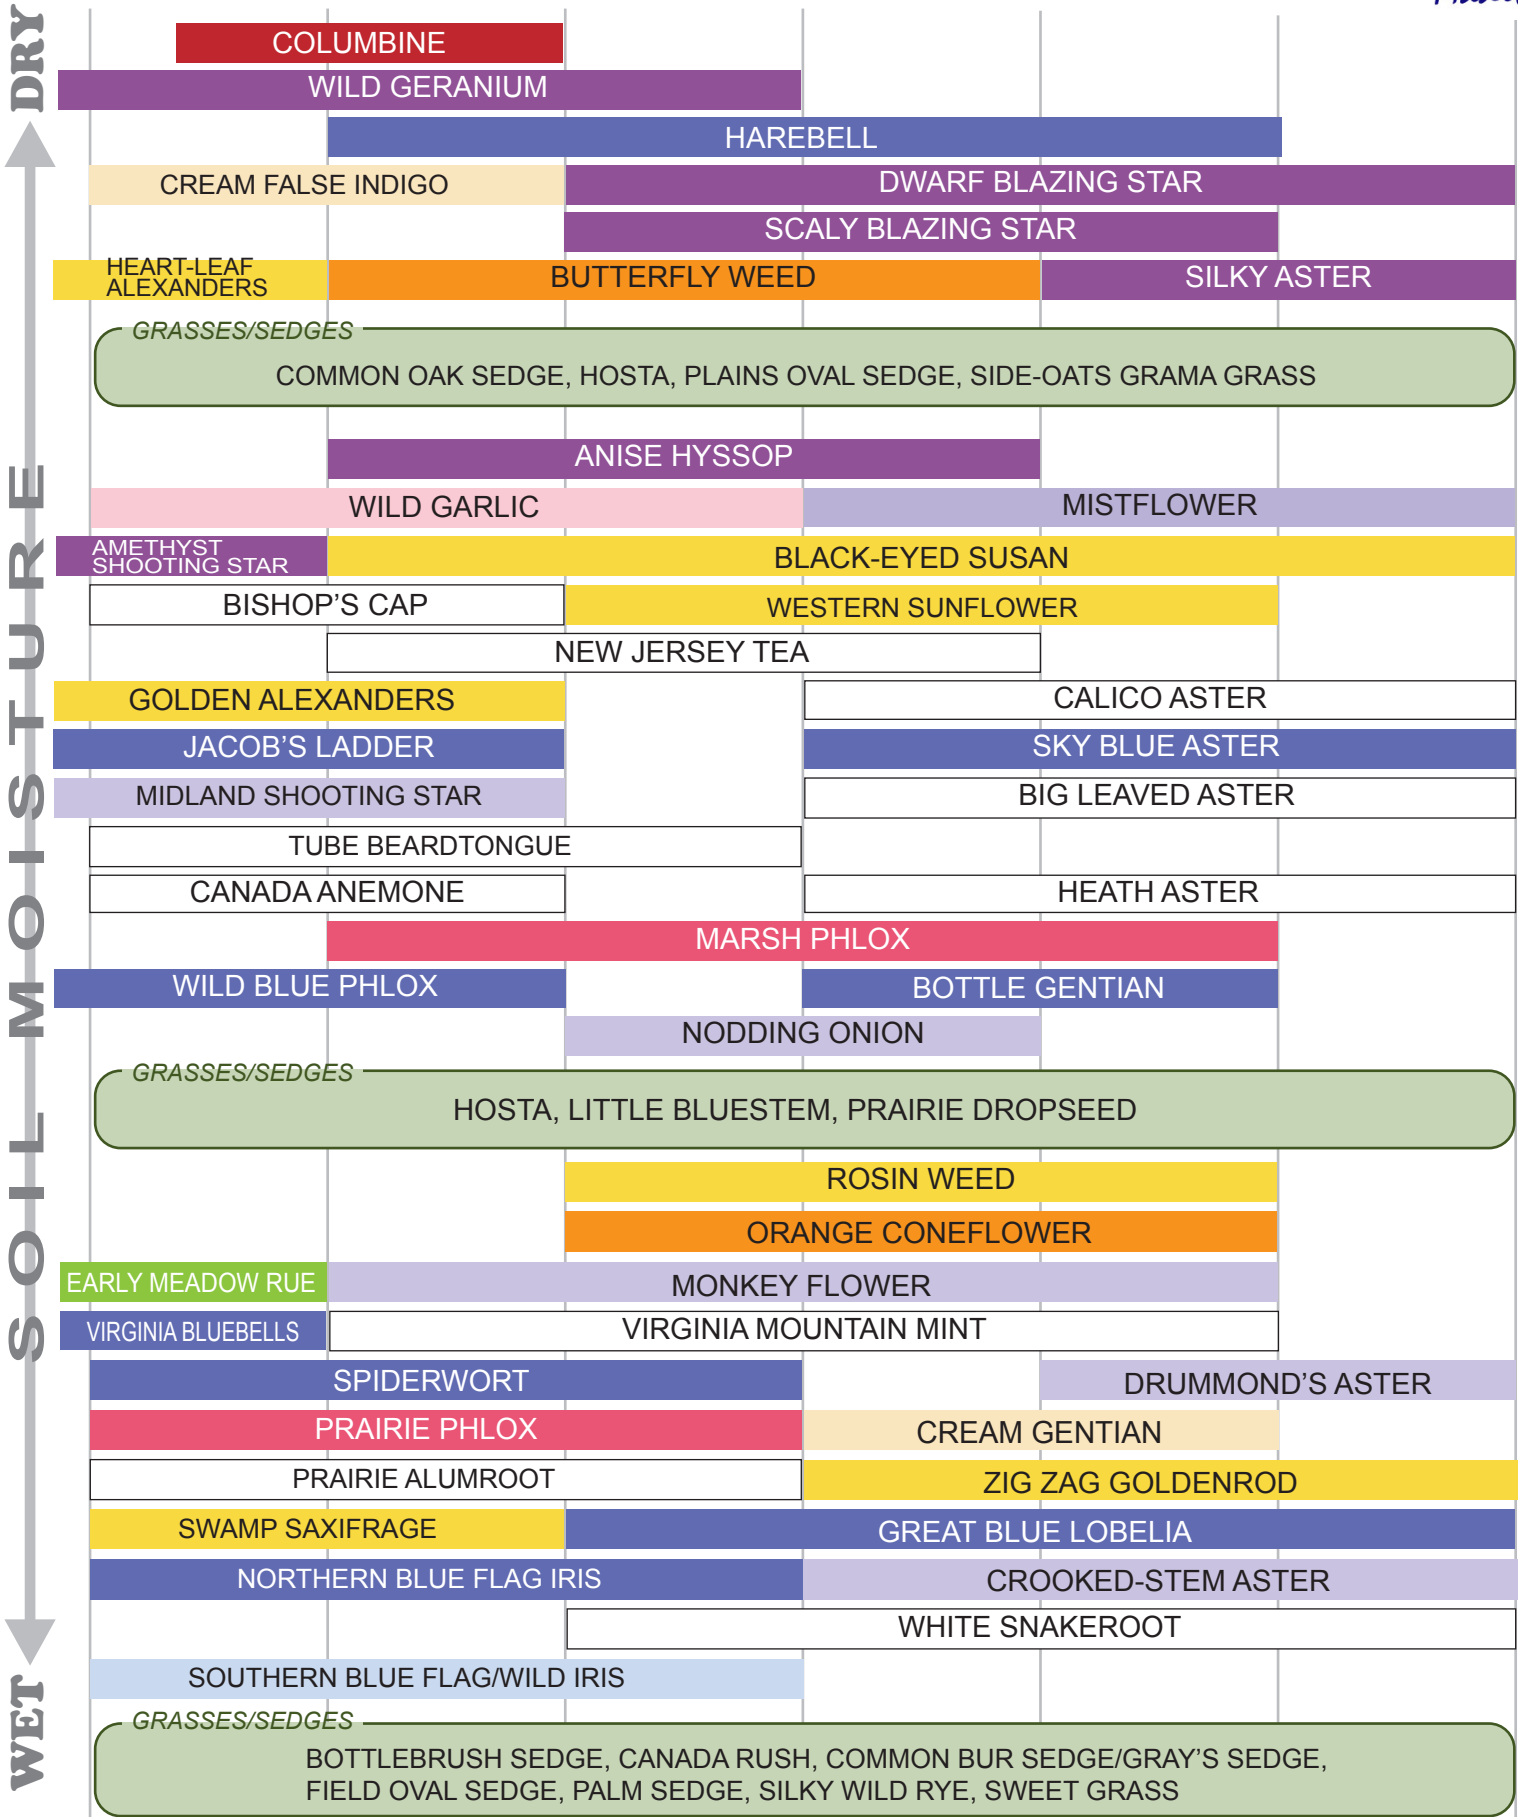 DRY
COLUMBINE
WILD GERANIUM
HAREBELL
CREAM FALSE INDIGO
DWARF BLAZING STAR
SCALY BLAZING STAR
HEART-LEAF
ALEXANDERS
BUTTERFLY WEED
SILKY ASTER
GRASSES/SEDGES
COMMON OAK SEDGE, HOSTA, PLAINS OVAL SEDGE, SIDE-OATS GRAMA GRASS
SOIL MOISTURE
ANISE HYSSOP
WILD GARLIC
MISTFLOWER
AMETHYST
SHOOTING STAR
BLACK-EYED SUSAN
BISHOP’S CAP
WESTERN SUNFLOWER
NEW JERSEY TEA
GOLDEN ALEXANDERS
CALICO ASTER
JACOB’S LADDER
SKY BLUE ASTER
MIDLAND SHOOTING STAR
BIG LEAVED ASTER
TUBE BEARDTONGUE
CANADA ANEMONE
HEATH ASTER
MARSH PHLOX
WILD BLUE PHLOX
BOTTLE GENTIAN
NODDING ONION
GRASSES/SEDGES
HOSTA, LITTLE BLUESTEM, PRAIRIE DROPSEED
ROSIN WEED
ORANGE CONEFLOWER
EARLY MEADOW RUE
MONKEY FLOWER
VIRGINIA BLUEBELLS
VIRGINIA MOUNTAIN MINT
SPIDERWORT
DRUMMOND’S ASTER
PRAIRIE PHLOX
CREAM GENTIAN
PRAIRIE ALUMROOT
ZIG ZAG GOLDENROD
SWAMP SAXIFRAGE
GREAT BLUE LOBELIA
NORTHERN BLUE FLAG IRIS
CROOKED-STEM ASTER
WHITE SNAKEROOT
SOUTHERN BLUE FLAG/WILD IRIS
WET
GRASSES/SEDGES
BOTTLEBRUSH SEDGE, CANADA RUSH, COMMON BUR SEDGE/GRAY’S SEDGE,
FIELD OVAL SEDGE, PALM SEDGE, SILKY WILD RYE, SWEET GRASS